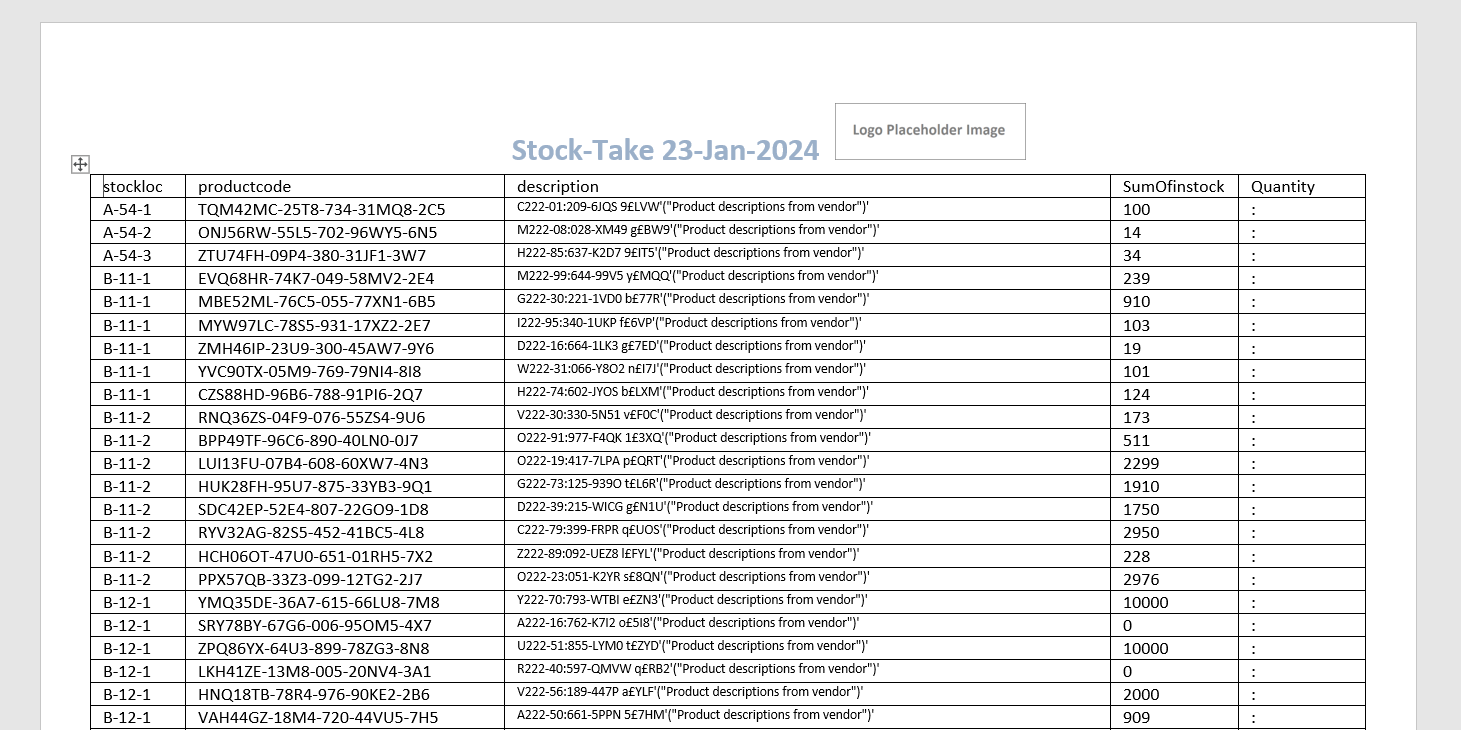 Logo Placeholder Image
Stock-Take 23-Jan-2024
stockloc productcode description SumOfinstock Quantity
A-54-1 TQM42MC-25T8-734-31MQ8-2C5 C222-01:209-6JQS 9£LVW'("Product descriptions from vendor")' 100 :
A-54-2 ONJ56RW-55L5-702-96WY5-6N5 M222-08:028-XM49 g£BW9'("Product descriptions from vendor")' 14 :
A-54-3 ZTU74FH-09P4-380-31JF1-3W7 H222-85:637-K2D7 9£IT5'("Product descriptions from vendor")' 34 :
B-11-1 EVQ68HR-74K7-049-58MV2-2E4 M222-99:644-99V5 y£MQQ'("Product descriptions from vendor")' 239 :
B-11-1 MBE52ML-76C5-055-77XN1-6B5 G222-30:221-1VD0 b£77R'("Product descriptions from vendor")' 910 :
B-11-1 MYW97LC-78S5-931-17XZ2-2E7 I222-95:340-1UKP f£6VP'("Product descriptions from vendor")' 103 :
B-11-1 ZMH46IP-23U9-300-45AW7-9Y6 D222-16:664-1LK3 g£7ED'("Product descriptions from vendor")' 19 :
B-11-1 YVC90TX-05M9-769-79NI4-8I8 W222-31:066-Y8O2 n£I7J'("Product descriptions from vendor")' 101 :
B-11-1 CZS88HD-96B6-788-91PI6-2Q7 H222-74:602-JYOS b£LXM'("Product descriptions from vendor")' 124 :
B-11-2 RNQ36ZS-04F9-076-55ZS4-9U6 V222-30:330-5N51 v£F0C'("Product descriptions from vendor")' 173 :
B-11-2 BPP49TF-96C6-890-40LN0-0J7 O222-91:977-F4QK 1£3XQ'("Product descriptions from vendor")' 511 :
B-11-2 LUI13FU-07B4-608-60XW7-4N3 O222-19:417-7LPA p£QRT'("Product descriptions from vendor")' 2299 :
B-11-2 HUK28FH-95U7-875-33YB3-9Q1 G222-73:125-939O t£L6R'("Product descriptions from vendor")' 1910 :
B-11-2 SDC42EP-52E4-807-22GO9-1D8 D222-39:215-WICG g£N1U'("Product descriptions from vendor")' 1750 :
B-11-2 RYV32AG-82S5-452-41BC5-4L8 C222-79:399-FRPR q£UOS'("Product descriptions from vendor")' 2950 :
B-11-2 HCH06OT-47U0-651-01RH5-7X2 Z222-89:092-UEZ8 l£FYL'("Product descriptions from vendor")' 228 :
B-11-2 PPX57QB-33Z3-099-12TG2-2J7 O222-23:051-K2YR s£8QN'("Product descriptions from vendor")' 2976 :
B-12-1 YMQ35DE-36A7-615-66LU8-7M8 Y222-70:793-WTBI e£ZN3'("Product descriptions from vendor")' 10000 :
B-12-1 SRY78BY-67G6-006-95OM5-4X7 A222-16:762-K7I2 o£5I8'("Product descriptions from vendor")' 0 :
B-12-1 ZPQ86YX-64U3-899-78ZG3-8N8 U222-51:855-LYM0 t£ZYD'("Product descriptions from vendor")' 10000 :
B-12-1 LKH41ZE-13M8-005-20NV4-3A1 R222-40:597-QMVW q£RB2'("Product descriptions from vendor")' 0 :
B-12-1 HNQ18TB-78R4-976-90KE2-2B6 V222-56:189-447P a£YLF'("Product descriptions from vendor")' 2000 :
B-12-1 VAH44GZ-18M4-720-44VU5-7H5 A222-50:661-5PPN 5£7HM'("Product descriptions from vendor")' 909 :